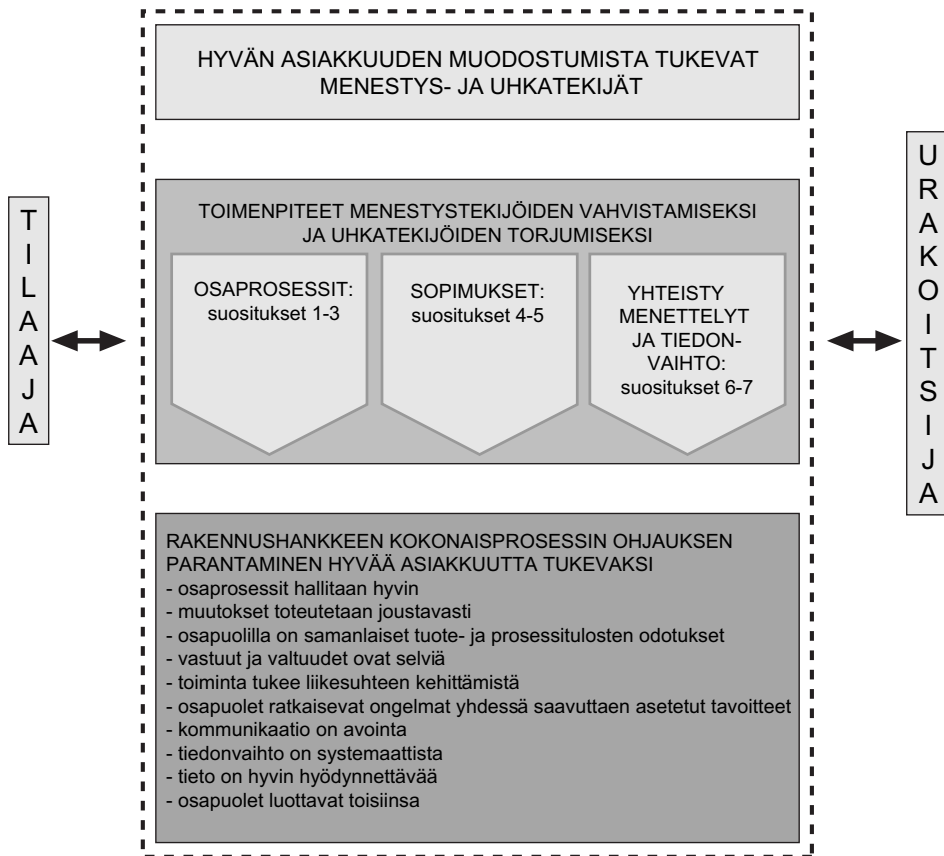 HYVÄN ASIAKKUUDEN MUODOSTUMISTA TUKEVAT
MENESTYS- JA UHKATEKIJÄT
TILAAJA
TOIMENPITEET MENESTYSTEKIJÖIDEN VAHVISTAMISEKSI
JA UHKATEKIJÖIDEN TORJUMISEKSI
OSAPROSESSIT:
suositukset 1-3
SOPIMUKSET:
suositukset 4-5
YHTEISTY
MENETTELYT
JA TIEDON-
VAIHTO:
suositukset 6-7
URAKOITSIJA
RAKENNUSHANKKEEN KOKONAISPROSESSIN OHJAUKSEN
PARANTAMINEN HYVÄÄ ASIAKKUUTTA TUKEVAKSI
- osaprosessit hallitaan hyvin
- muutokset toteutetaan joustavasti
- osapuolilla on samanlaiset tuote- ja prosessitulosten odotukset
- vastuut ja valtuudet ovat selviä
- toiminta tukee liikesuhteen kehittämistä
- osapuolet ratkaisevat ongelmat yhdessä saavuttaen asetetut tavoitteet
- kommunikaatio on avointa
- tiedonvaihto on systemaattista
- tieto on hyvin hyödynnettävää
- osapuolet luottavat toisiinsa